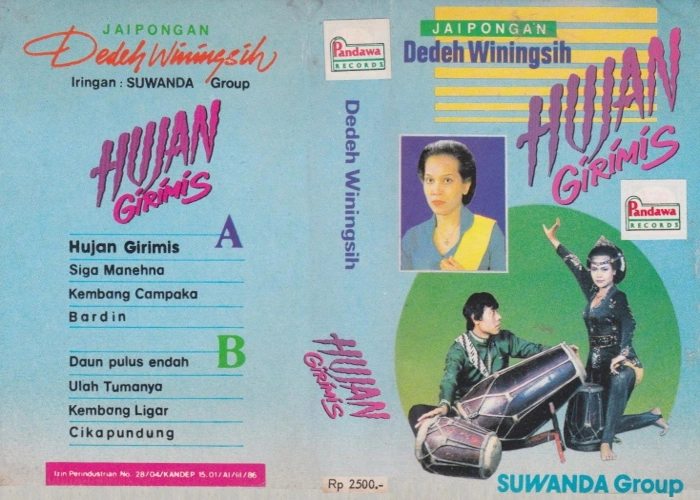 JAIPONGAN
Dedeh Winingsih
Iringan : SUWANDA Group
HUJAN
GIRIMIS
A
Hujan Girimis
Siga Manehna
Kembang Campaka
Bardin
B
Daun pulus endah
Ulah Tumanya
Kembang Ligar
Cikapundung
Pandawa
RECORDS
Dedeh Winingsih
HUJAN
GIRIMIS
Rp 2500.-
JAIPONGAN
Dedeh Winingsih
HUJAN
GIRIMIS
Pandawa
RECORDS
SUWANDA Group